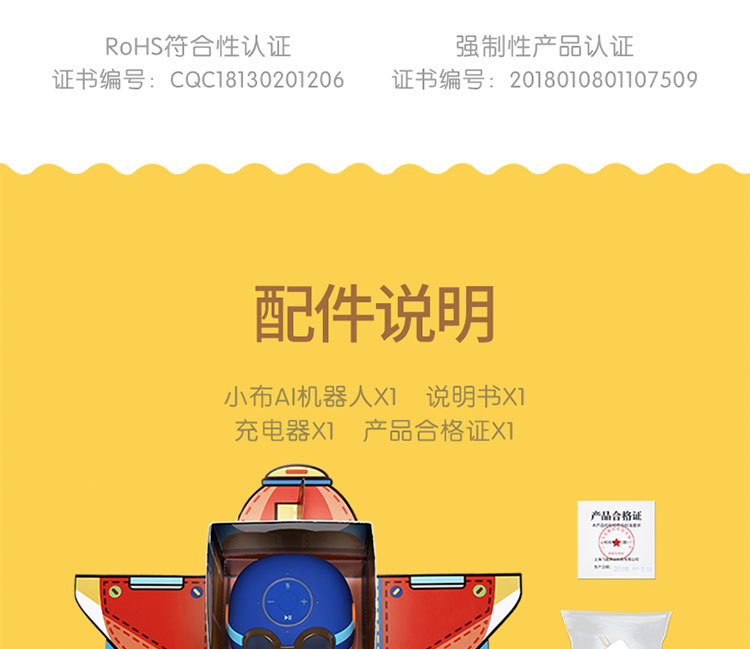 RoHS符合性认证
强制性产品认证
证书编号：CQC18130201206
证书编号：2018010801107509
配件说明
小布AI机器人X1 说明书X1
充电器X1 产品合格证X1
产品合格证